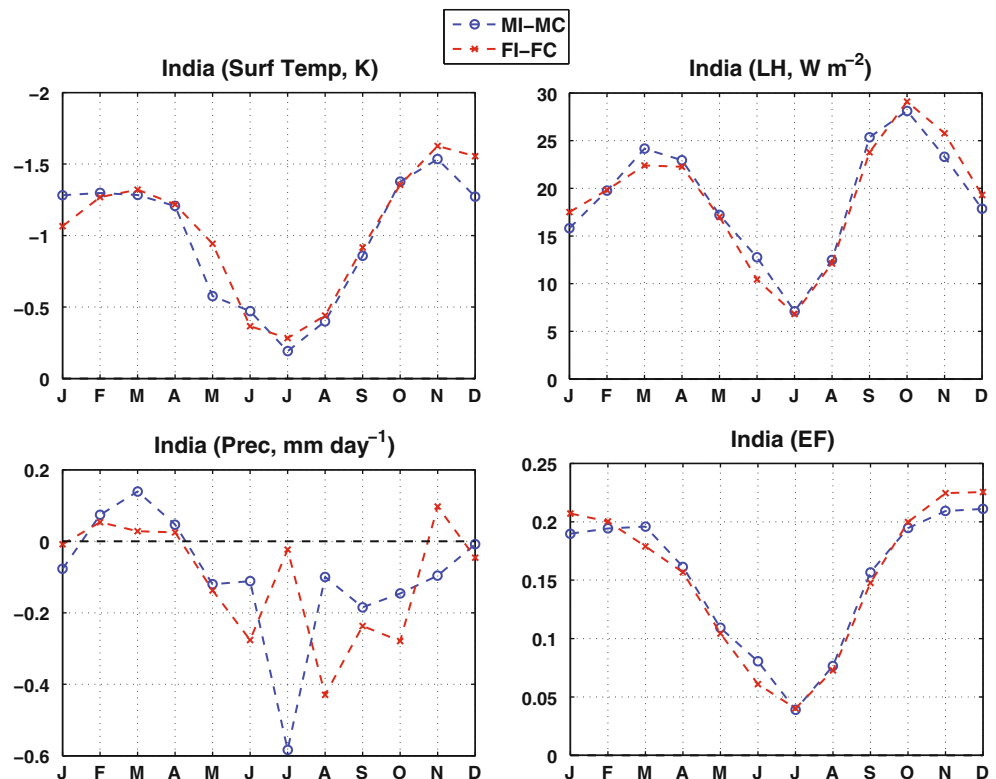 MI–MC
FI–FC
India (Surf Temp, K)
−2
−1.5
−1
−0.5
0
J F M A M J J A S O N D
India (LH, W m−2)
30
25
20
15
10
5
0
J F M A M J J A S O N D
India (Prec, mm day−1)
0.2
0
−0.2
−0.4
−0.6
J F M A M J J A S O N D
India (EF)
0.25
0.2
0.15
0.1
0.05
0
J F M A M J J A S O N D